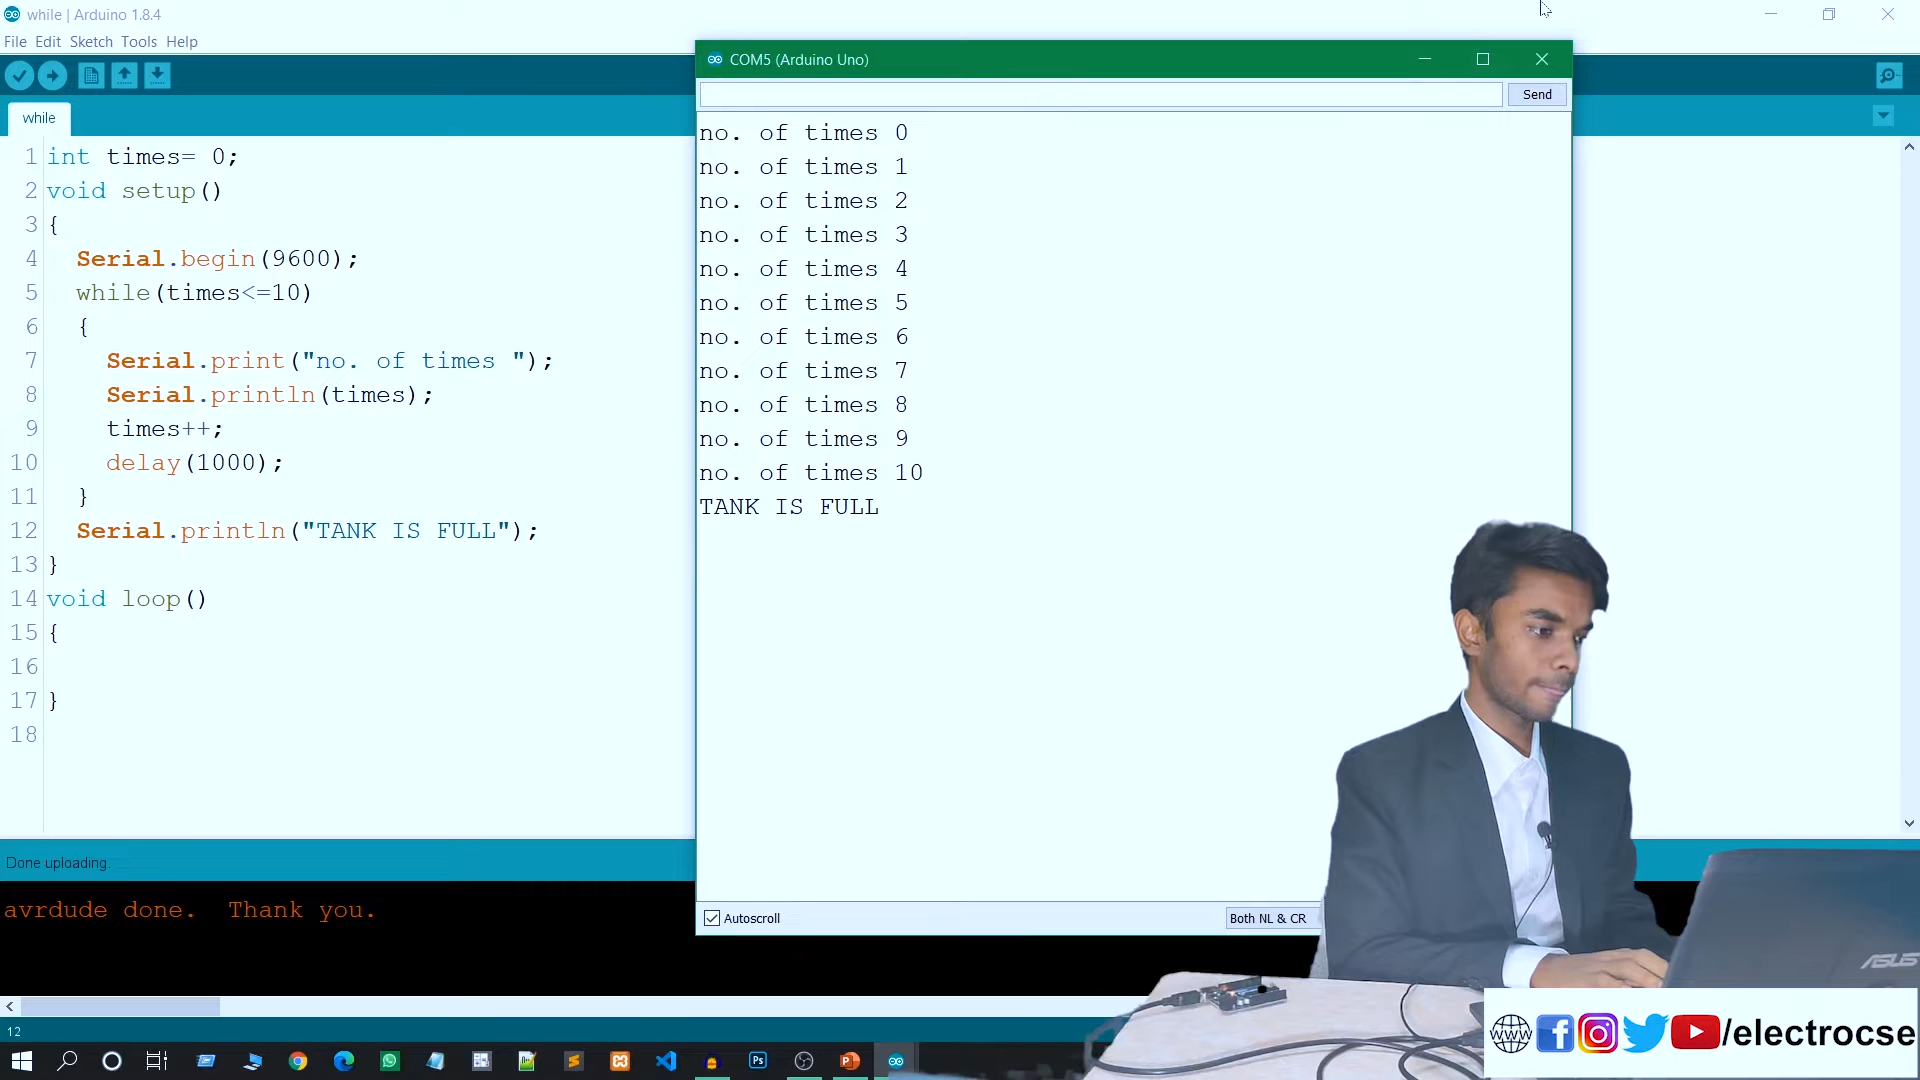 while | Arduino 1.8.4
File Edit Sketch Tools Help
while
1 int times= 0;
2 void setup()
3 {
4 Serial.begin(9600);
5 while(times<=10)
6 {
7 Serial.print("no. of times ");
8 Serial.println(times);
9 times++;
10 delay(1000);
11 }
12 Serial.println("TANK IS FULL");
13 }
14 void loop()
15 {
16
17 }
18
Done uploading.
avrdude done. Thank you.
12
COM5 (Arduino Uno)
Send
no. of times 0
no. of times 1
no. of times 2
no. of times 3
no. of times 4
no. of times 5
no. of times 6
no. of times 7
no. of times 8
no. of times 9
no. of times 10
TANK IS FULL
Autoscroll
Both NL & CR
ASUS
Ps
/electrocse